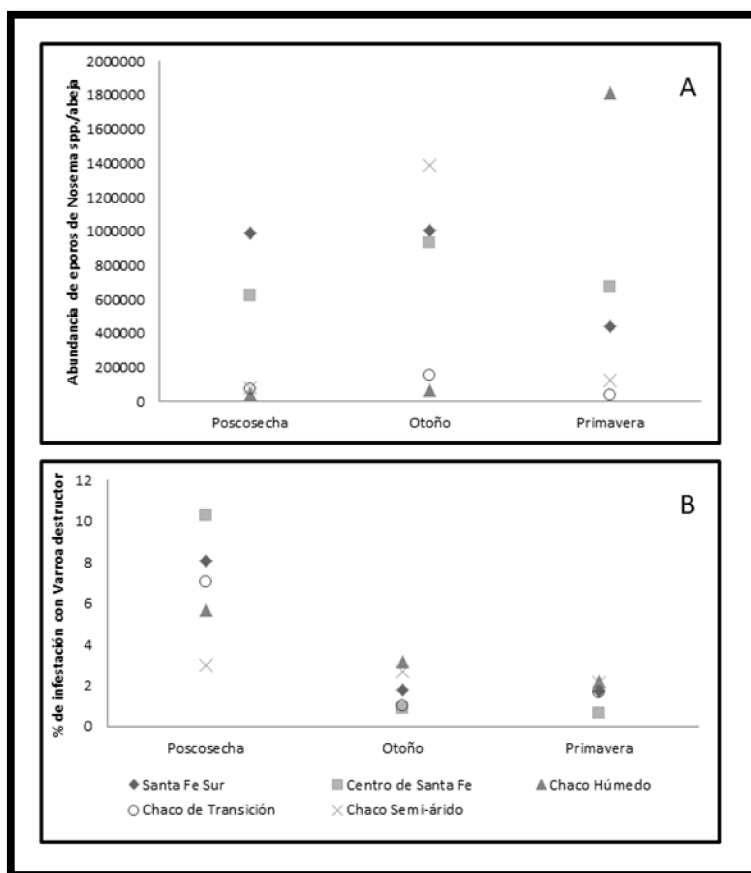 A
Abundancia de eporos de Nosema spp./abeja
2000000
1800000
1600000
1400000
1200000
1000000
800000
600000
400000
200000
0
Poscosecha Otoño Primavera
B
% de infestación con Varroa destructor
12
10
8
6
4
2
0
Poscosecha Otoño Primavera
Santa Fe Sur Centro de Santa Fe Chaco Húmedo
Chaco de Transición Chaco Semi-árido